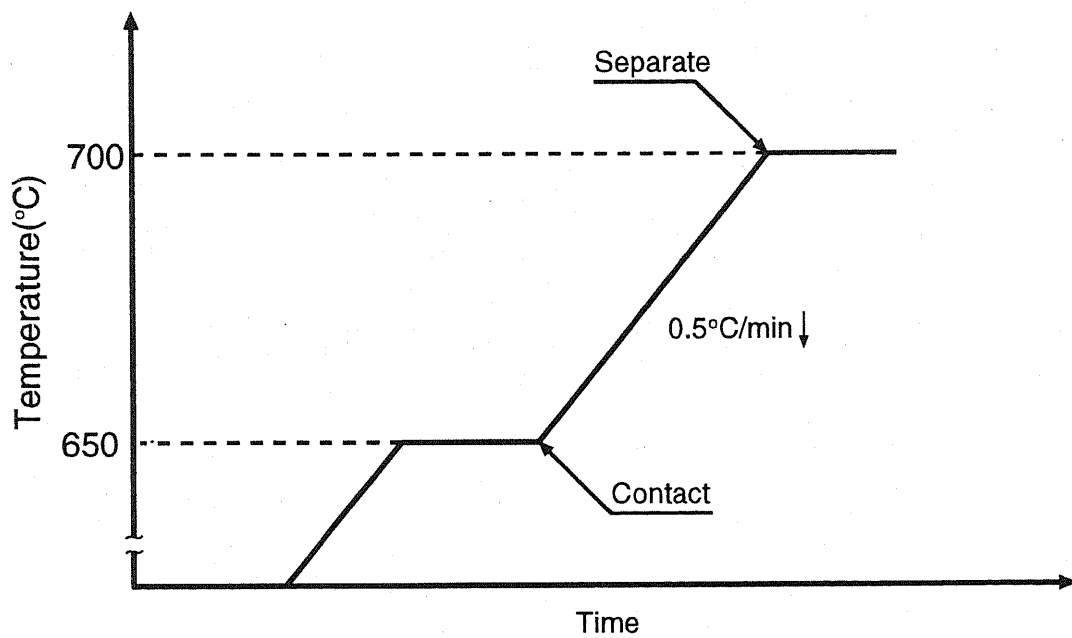 Separate
700
Temperature(°C)
0.5°C/min↓
650
Contact
Time